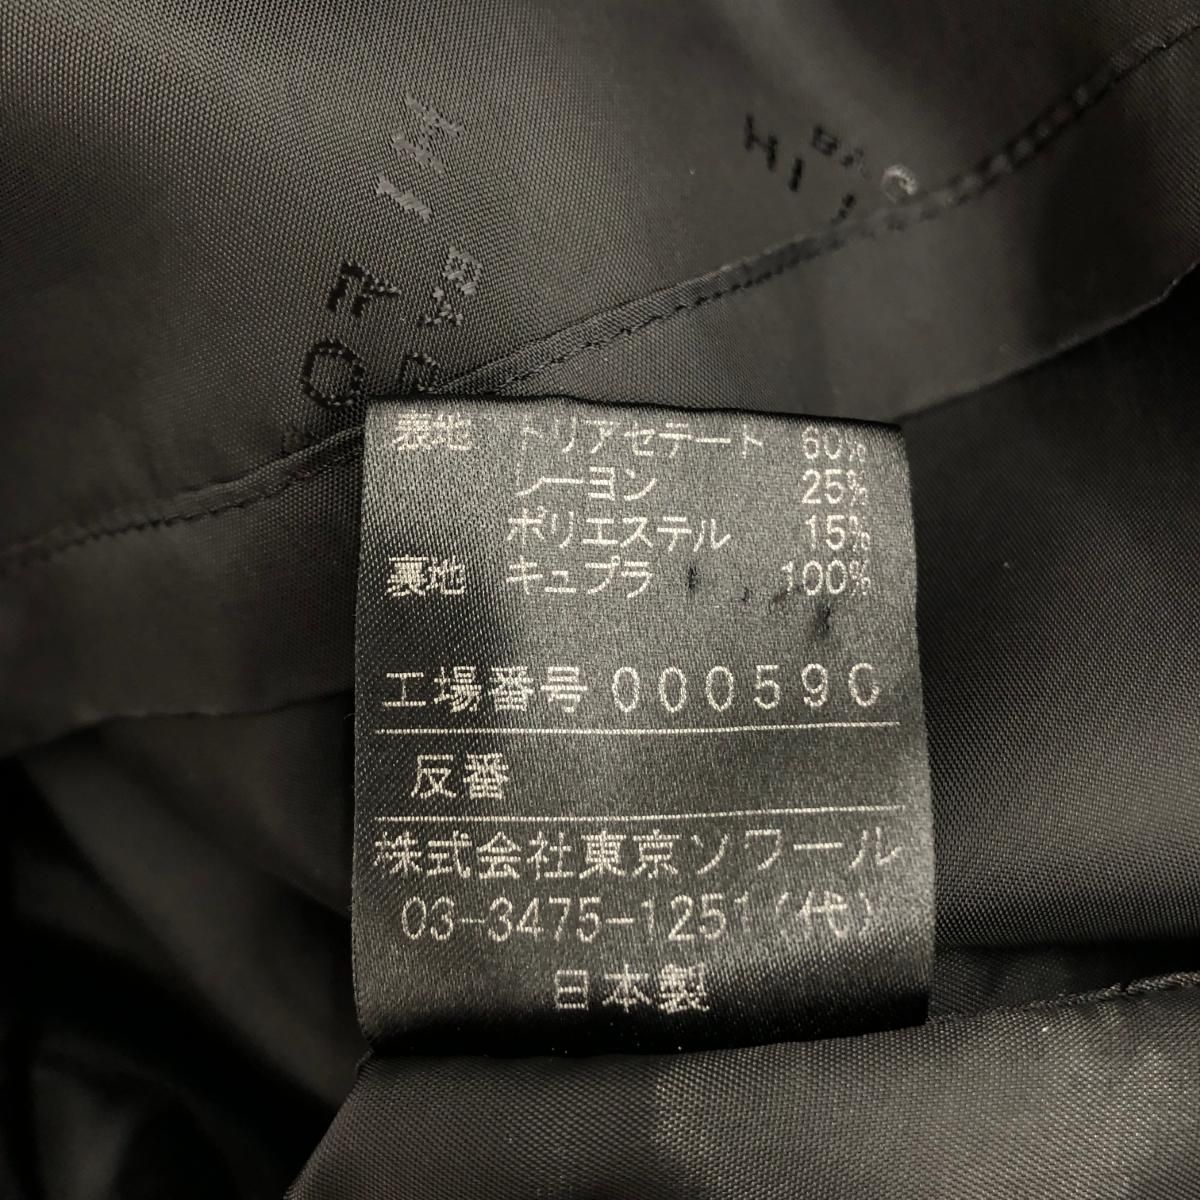 表地 トリアセテート 60%
レーヨン 25%
ポリエステル 15%
裏地 キュプラ 100%
工場番号 000590
反番
株式会社東京ソワール
03-3475-1251(代)
日本製